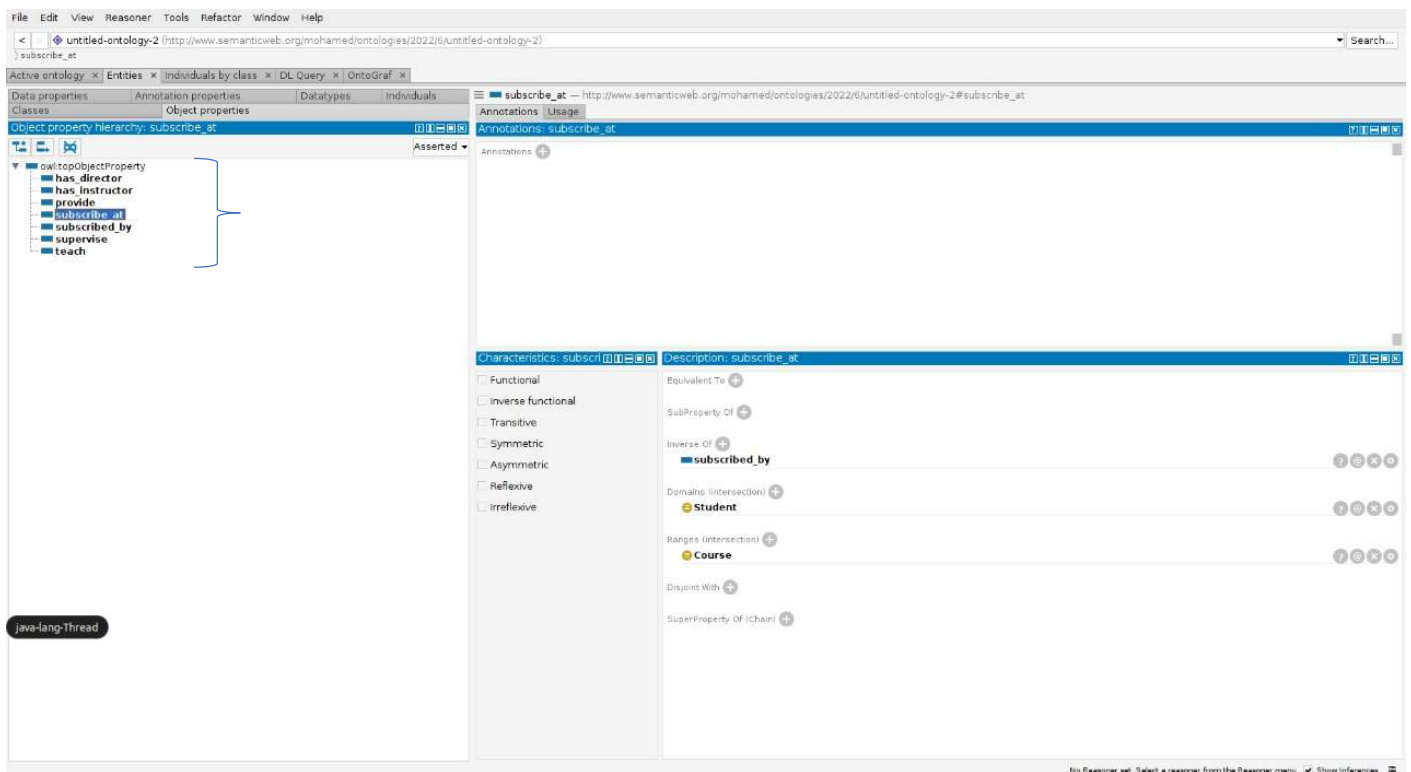 File Edit View Reasoner Tools Refactor Window Help
< > untitled-ontology-2 (http://www.semanticweb.org/mohamed/ontologies/2022/6/untitled-ontology-2) Search...
⟩ subscribe_at
Active ontology × Entities × Individuals by class × DL Query × OntoGraf ×
Data properties Annotation properties Datatypes Individuals
Classes Object properties
Object property hierarchy: subscribe_at
Asserted
owl:topObjectProperty
has_director
has_instructor
provide
subscribe_at
subscribed_by
supervise
teach
java-lang-Thread
subscribe_at — http://www.semanticweb.org/mohamed/ontologies/2022/6/untitled-ontology-2#subscribe_at
Annotations Usage
Annotations: subscribe_at
Annotations
Characteristics: subscri
Functional
Inverse functional
Transitive
Symmetric
Asymmetric
Reflexive
Irreflexive
Description: subscribe_at
Equivalent To
SubProperty Of
Inverse Of
subscribed_by
Domains (intersection)
Student
Ranges (intersection)
Course
Disjoint With
SuperProperty Of (Chain)
No Reasoner set. Select a reasoner from the Reasoner menu Show Inferences